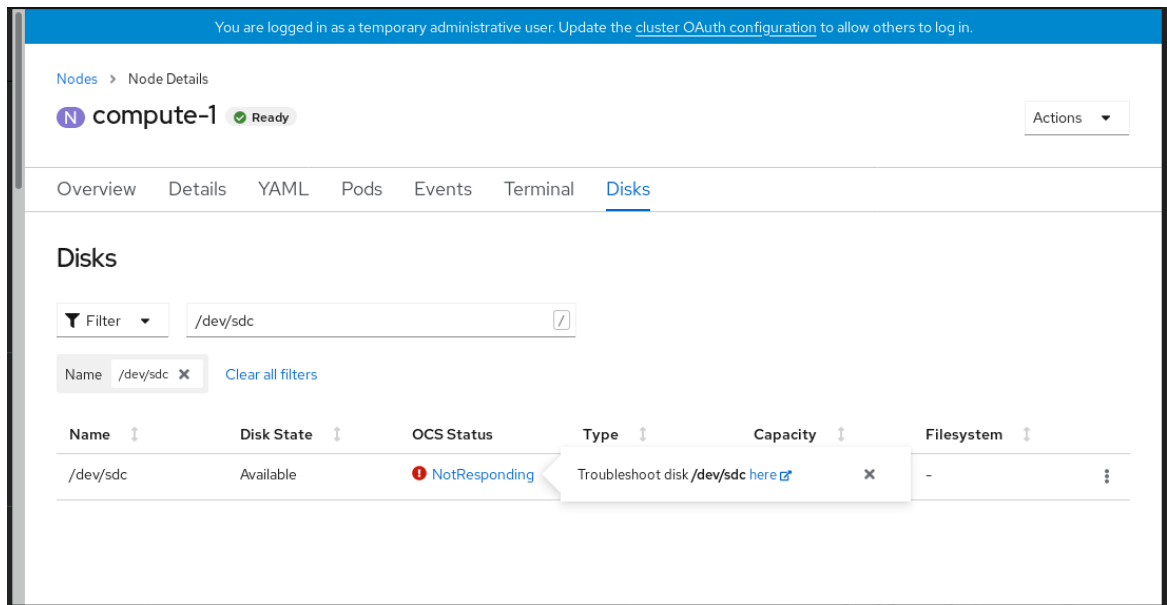 You are logged in as a temporary administrative user. Update the cluster OAuth configuration to allow others to log in.
Nodes > Node Details
N compute-1 Ready
Actions
Overview Details YAML Pods Events Terminal Disks
Disks
Filter /dev/sdc /
Name /dev/sdc Clear all filters
Name Disk State OCS Status Type Capacity Filesystem
/dev/sdc Available NotResponding Troubleshoot disk /dev/sdc here -